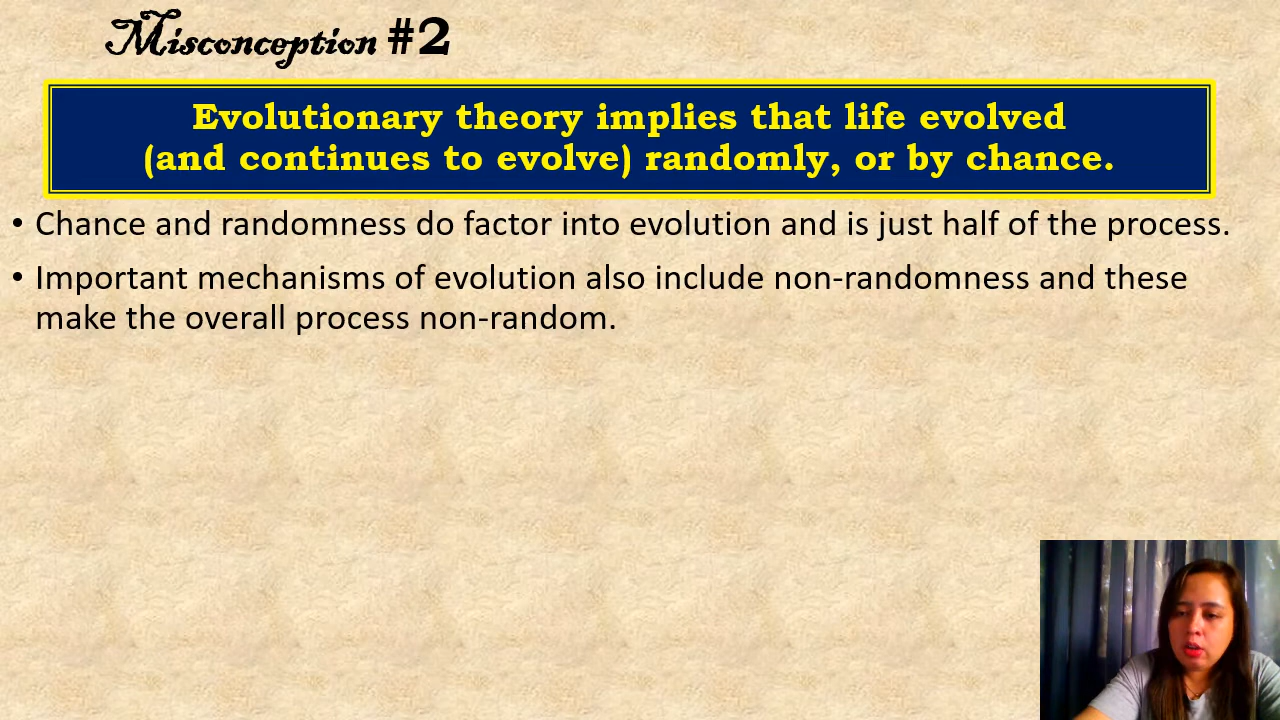 Misconception #2
Evolutionary theory implies that life evolved
(and continues to evolve) randomly, or by chance.
• Chance and randomness do factor into evolution and is just half of the process.
• Important mechanisms of evolution also include non-randomness and these
make the overall process non-random.